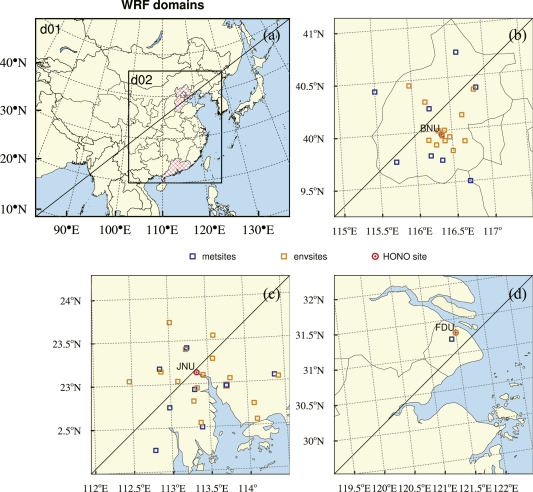 WRF domains
d01
(a)
d02
40°N
30°N
20°N
10°N
90°E 100°E 110°E 120°E 130°E
(b)
41°N
40.5°N
40°N
39.5°N
BNU
115°E 115.5°E 116°E 116.5°E 117°
metsites envsites HONO site
(c)
24°N
23.5°N
23°N
22.5°N
JNU
112°E 112.5°E 113°E 113.5°E 114°E
(d)
32°N
31.5°N
31°N
30.5°N
30°N
FDU
119.5°E 120°E 120.5°E 121°E 121.5°E 122°E